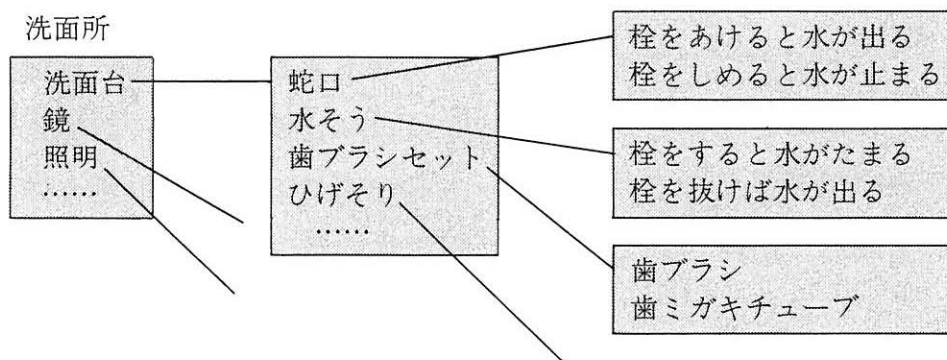 洗面所
洗面台
鏡
照明
……
蛇口
水そう
歯ブラシセット
ひげそり
……
栓をあけると水が出る
栓をしめると水が止まる
栓をすると水がたまる
栓を抜けば水が出る
歯ブラシ
歯ミガキチューブ